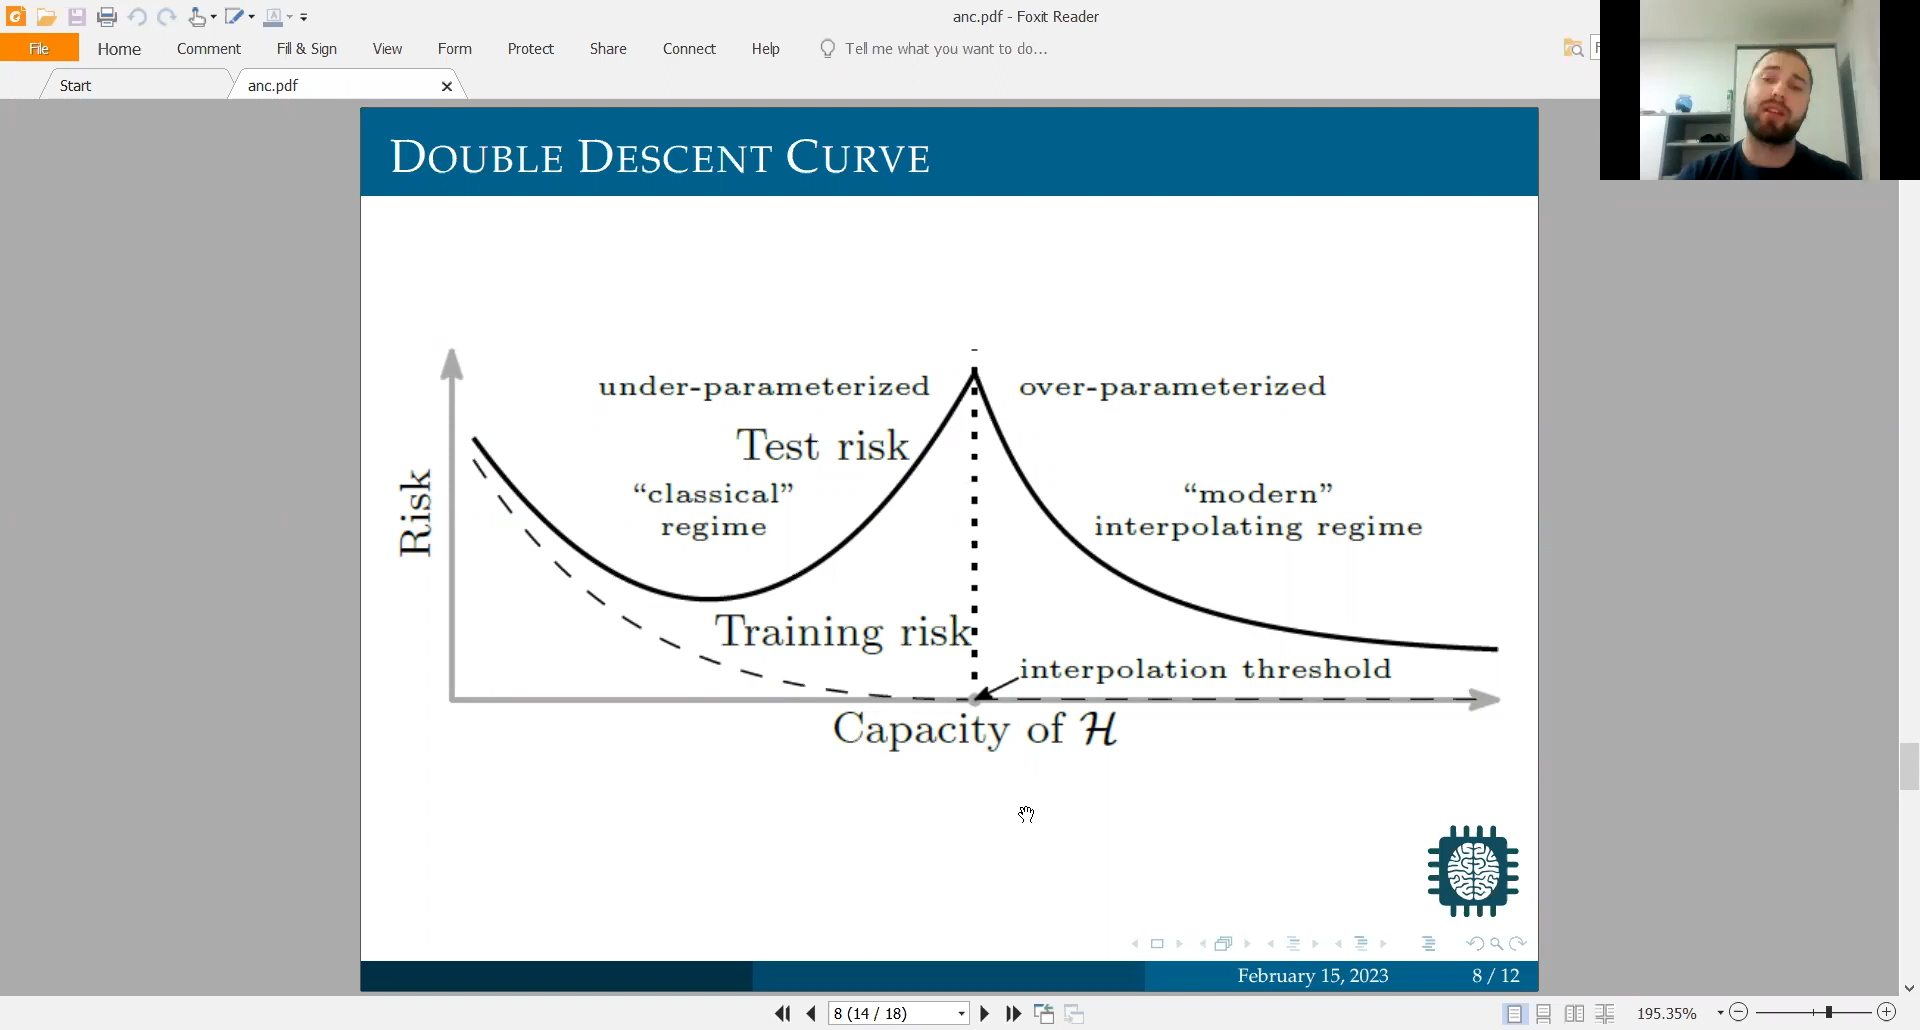 anc.pdf - Foxit Reader
File Home Comment Fill & Sign View Form Protect Share Connect Help Tell me what you want to do...
Start anc.pdf
DOUBLE DESCENT CURVE
under-parameterized over-parameterized
Test risk
"classical"
regime
"modern"
interpolating regime
Risk
Training risk
interpolation threshold
Capacity of ℋ
February 15, 2023 8 / 12
8 (14 / 18) 195.35%